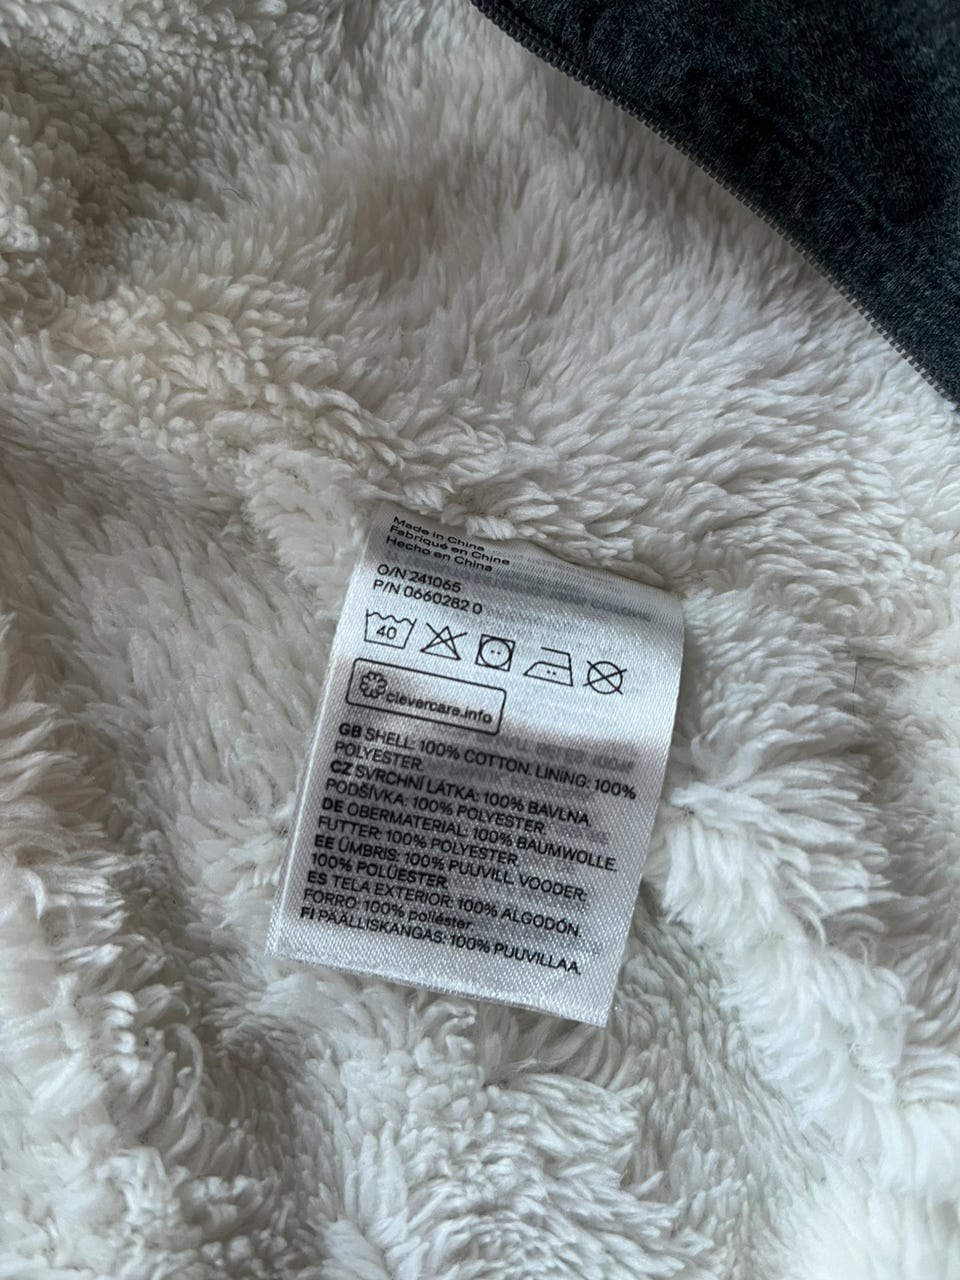 Made in China
Fabriqué en Chine
Hecho en China
O/N 241065
P/N 0660282 0
40
clevercare.info
GB SHELL: 100% COTTON. LINING: 100%
POLYESTER.
CZ SVRCHNÍ LÁTKA: 100% BAVLNA.
PODŠÍVKA: 100% POLYESTER.
DE OBERMATERIAL: 100% BAUMWOLLE.
FUTTER: 100% POLYESTER.
EE ÜMBRIS: 100% PUUVILL. VOODER:
100% POLÜESTER.
ES TELA EXTERIOR: 100% ALGODÓN.
FORRO: 100% poliéster.
FI PÄÄLLISKANGAS: 100% PUUVILLAA.